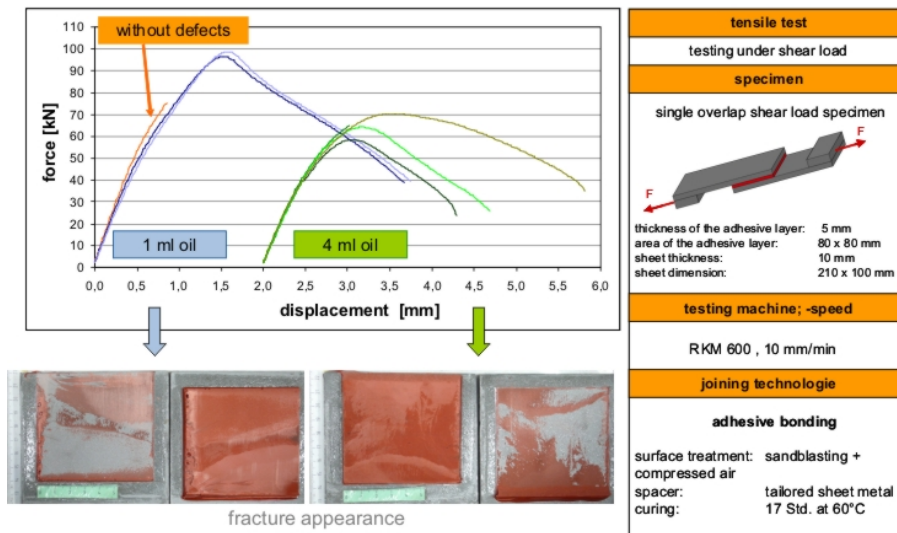 force [kN]
110
100
90
80
70
60
50
40
30
20
10
0
without defects
1 ml oil
4 ml oil
0,0 0,5 1,0 1,5 2,0 2,5 3,0 3,5 4,0 4,5 5,0 5,5 6,0
displacement [mm]
fracture appearance
tensile test
testing under shear load
specimen
single overlap shear load specimen
F
F
thickness of the adhesive layer: 5 mm
area of the adhesive layer: 80 x 80 mm
sheet thickness: 10 mm
sheet dimension: 210 x 100 mm
testing machine; -speed
RKM 600 , 10 mm/min
joining technologie
adhesive bonding
surface treatment: sandblasting +
compressed air
spacer: tailored sheet metal
curing: 17 Std. at 60°C